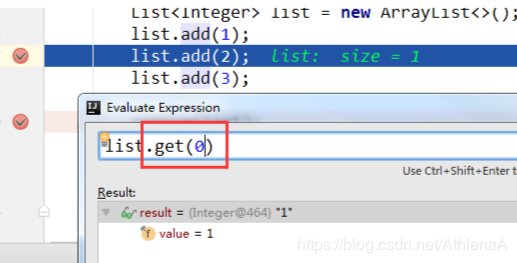 List<Integer> list = new ArrayList<>();
list.add(1);
list.add(2); list: size = 1
list.add(3);
Evaluate Expression
list.get(0)
Use Ctrl+Shift+Enter to
Result:
result = {Integer@464} "1"
value = 1
https://blog.csdn.net/AthlenaA